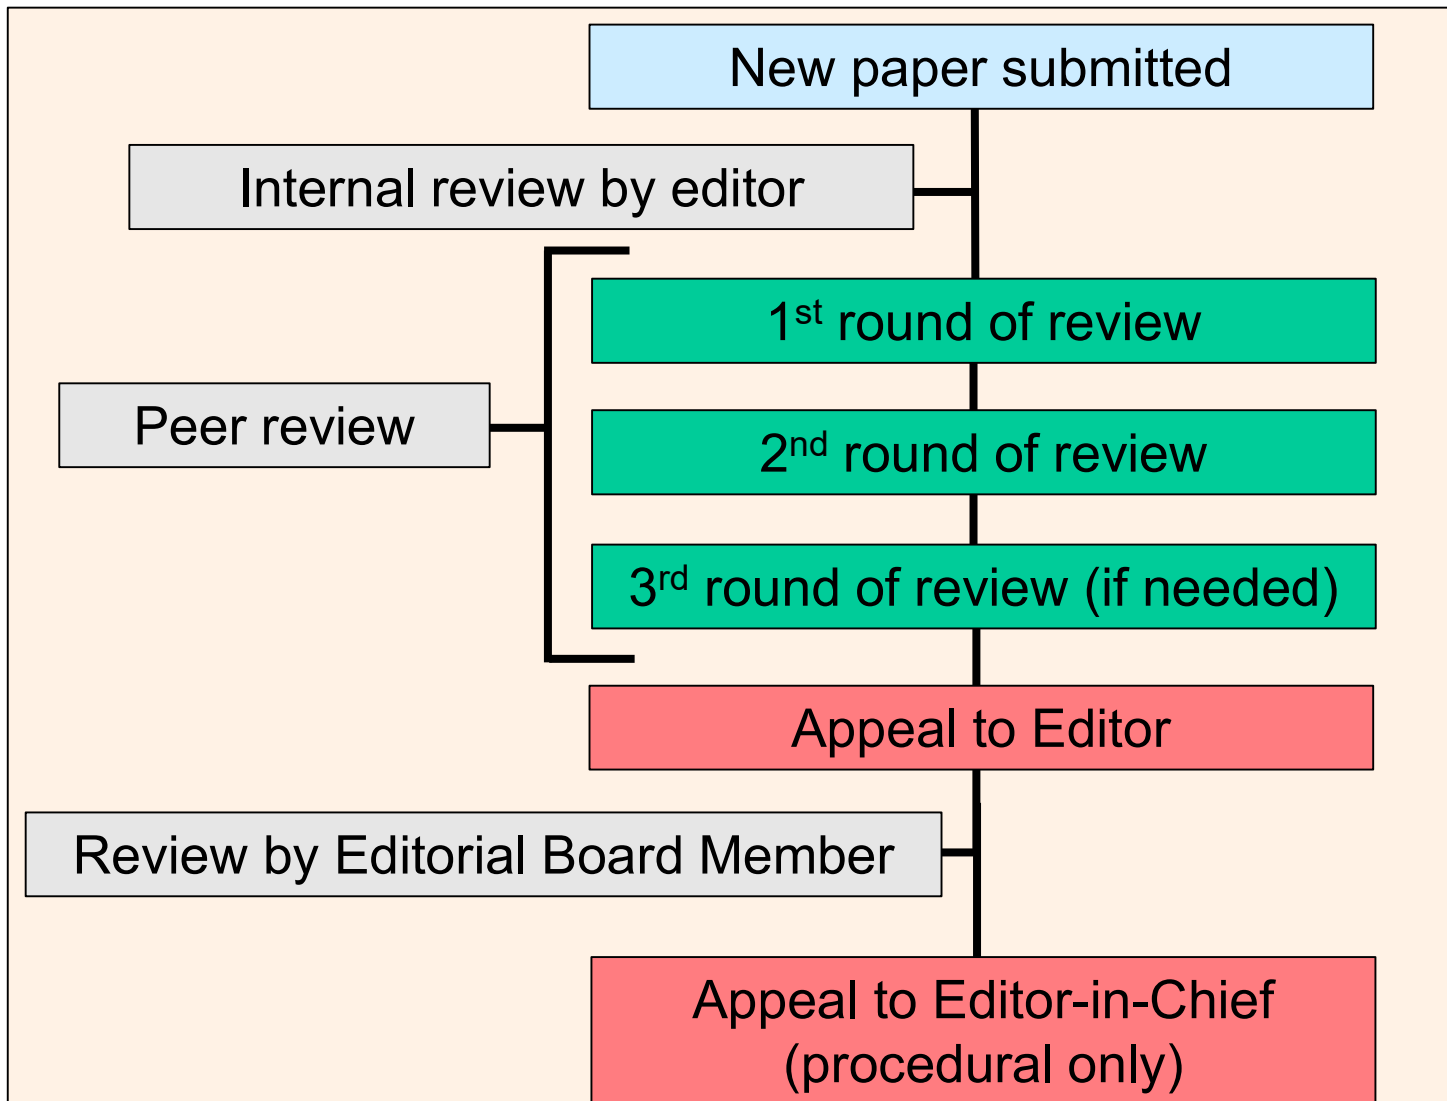 New paper submitted
Internal review by editor
1st round of review
Peer review
2nd round of review
3rd round of review (if needed)
Appeal to Editor
Review by Editorial Board Member
Appeal to Editor-in-Chief
(procedural only)